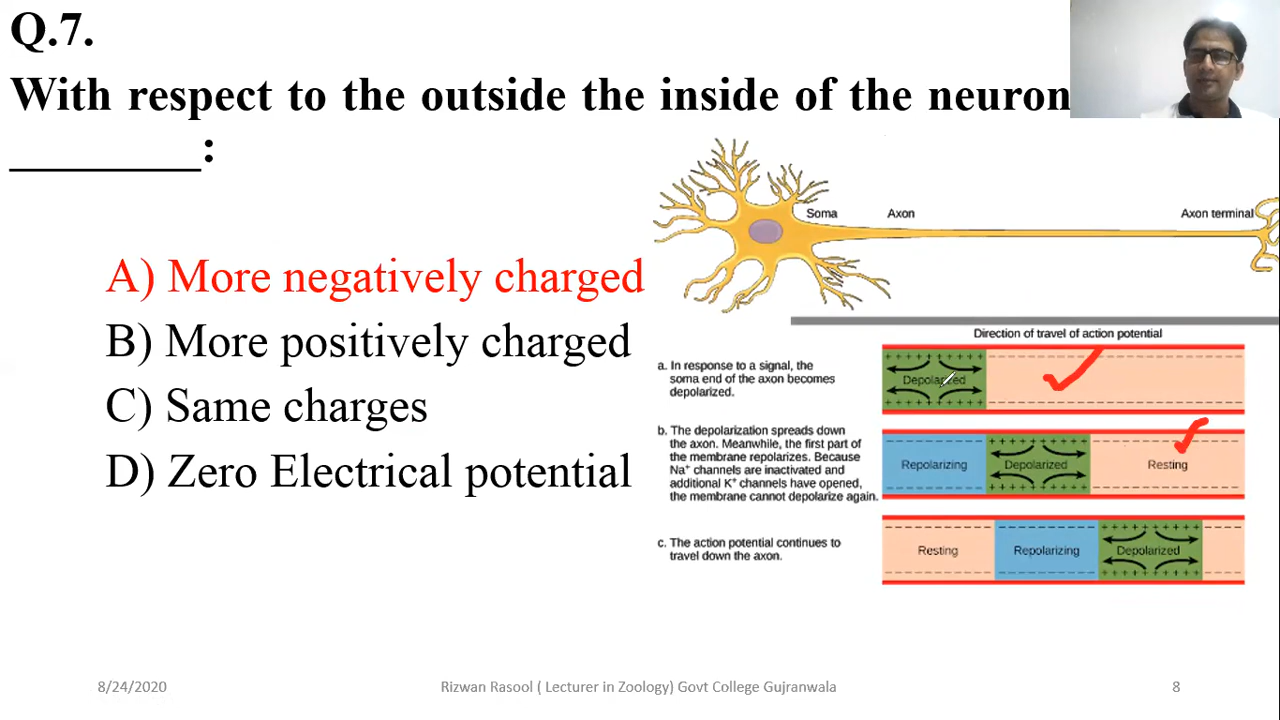 Q.7.
With respect to the outside the inside of the neuron
________:
A) More negatively charged
B) More positively charged
C) Same charges
D) Zero Electrical potential
Soma
Axon
Axon terminal
Direction of travel of action potential
a. In response to a signal, the
soma end of the axon becomes
depolarized.
Depolarized
b. The depolarization spreads down
the axon. Meanwhile, the first part of
the membrane repolarizes. Because
Na⁺ channels are inactivated and
additional K⁺ channels have opened,
the membrane cannot depolarize again.
Repolarizing
Depolarized
Resting
c. The action potential continues to
travel down the axon.
Resting
Repolarizing
Depolarized
8/24/2020
Rizwan Rasool ( Lecturer in Zoology) Govt College Gujranwala
8